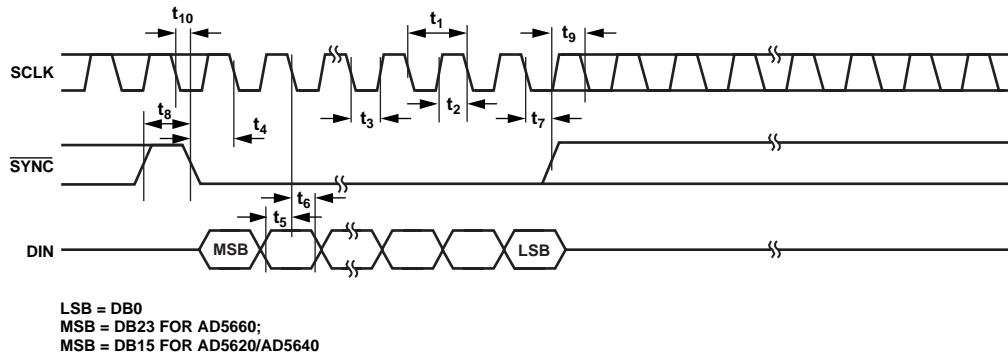 t10
t1
t9
SCLK
t8
t4
t3
t2
t7
SYNC
t6
t5
DIN
MSB
LSB
LSB = DB0
MSB = DB23 FOR AD5660;
MSB = DB15 FOR AD5620/AD5640